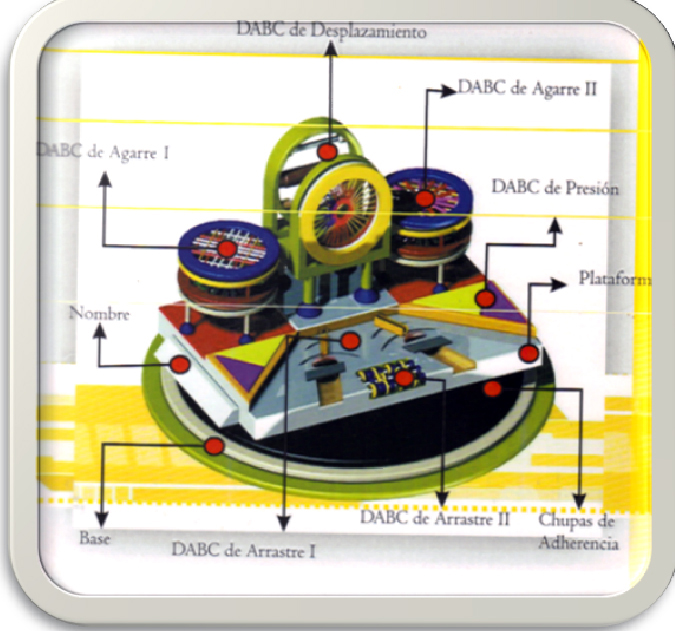 DABC de Desplazamiento
DABC de Agarre II
DABC de Agarre I
DABC de Presión
Plataform
Nombre
DABC de Arrastre II
Chupas de
Adherencia
Base
DABC de Arrastre I